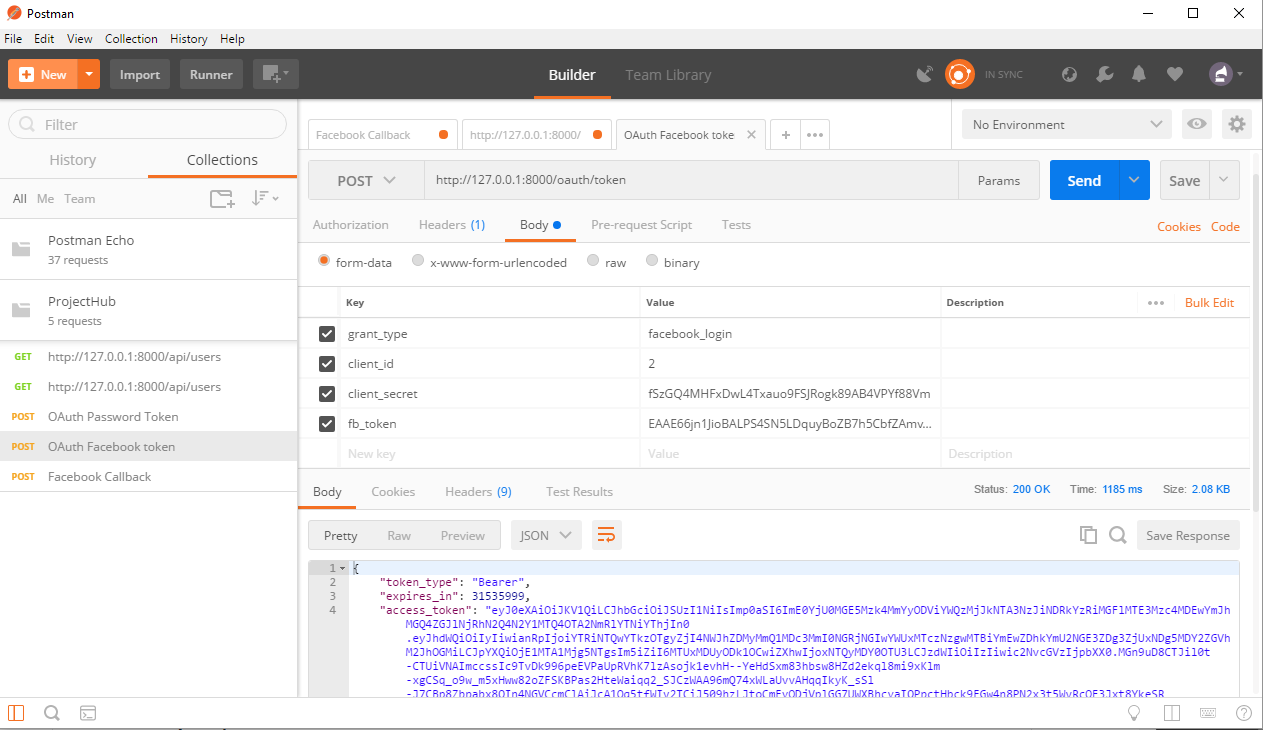 Postman
File Edit View Collection History Help
New Import Runner Builder Team Library IN SYNC
Filter
History Collections
All Me Team
Postman Echo
37 requests
ProjectHub
5 requests
GET http://127.0.0.1:8000/api/users
GET http://127.0.0.1:8000/api/users
POST OAuth Password Token
POST OAuth Facebook token
POST Facebook Callback
Facebook Callback http://127.0.0.1:8000/ OAuth Facebook toke + ••• No Environment
POST http://127.0.0.1:8000/oauth/token Params Send Save
Authorization Headers (1) Body Pre-request Script Tests Cookies Code
form-data x-www-form-urlencoded raw binary
Key Value Description ••• Bulk Edit
grant_type facebook_login
client_id 2
client_secret fSzGQ4MHFxDwL4Txauo9FSJRogk89AB4VPYf88Vm
fb_token EAAE66jn1JioBALPS4SN5LDquyBoZB7h5CbfZAmv...
New key Value Description
Body Cookies Headers (9) Test Results Status: 200 OK Time: 1185 ms Size: 2.08 KB
Pretty Raw Preview JSON Save Response
1 {
2 "token_type": "Bearer",
3 "expires_in": 31535999,
4 "access_token":